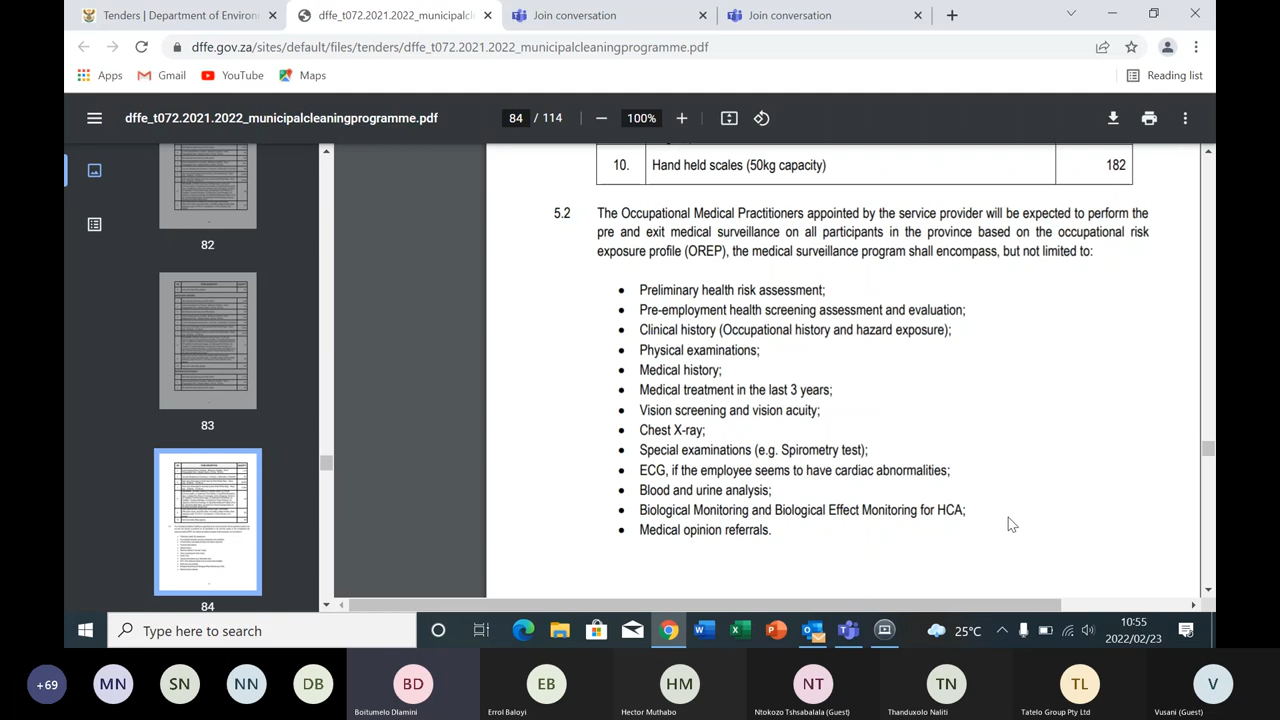 Tenders | Department of Environ
dffe_t072.2021.2022_municipalcl
Join conversation
Join conversation
dffe.gov.za/sites/default/files/tenders/dffe_t072.2021.2022_municipalcleaningprogramme.pdf
Apps
Gmail
YouTube
Maps
Reading list
dffe_t072.2021.2022_municipalcleaningprogramme.pdf
84 / 114
100%
82
83
84
10. Hand held scales (50kg capacity) 182
5.2 The Occupational Medical Practitioners appointed by the service provider will be expected to perform the
pre and exit medical surveillance on all participants in the province based on the occupational risk
exposure profile (OREP), the medical surveillance program shall encompass, but not limited to:
• Preliminary health risk assessment;
• Pre-employment health screening assessment and evaluation;
• Clinical history (Occupational history and hazard exposure);
• Physical examinations;
• Medical history;
• Medical treatment in the last 3 years;
• Vision screening and vision acuity;
• Chest X-ray;
• Special examinations (e.g. Spirometry test);
• ECG, if the employee seems to have cardiac abnormalities;
• Blood and urine analysis;
• Biological Monitoring and Biological Effect Monitoring for HCA;
Medical opinion referrals.
Type here to search
25°C
10:55
2022/02/23
+69
MN
SN
NN
DB
BD
Boitumelo Dlamini
EB
Errol Baloyi
HM
Hector Muthabo
NT
Ntokozo Tshsabalala (Guest)
TN
Thanduxolo Naliti
TL
Tatelo Group Pty Ltd
V
Vusani (Guest)